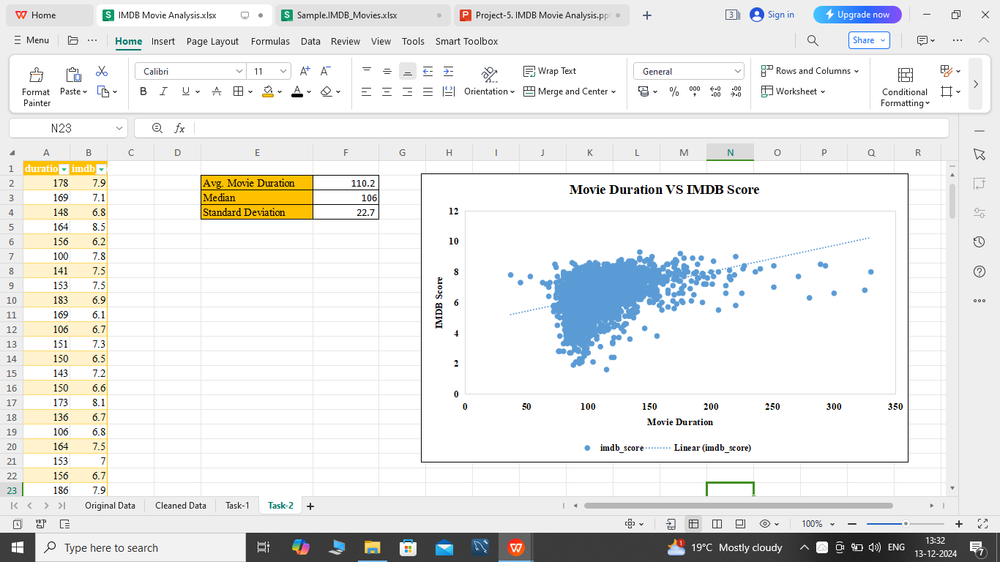 Home
IMDB Movie Analysis.xlsx
Sample.IMDB_Movies.xlsx
Project-5. IMDB Movie Analysis.pp
3
Sign in
Upgrade now
Menu
Home Insert Page Layout Formulas Data Review View Tools Smart Toolbox
Share
Format Painter
Paste
Calibri
11
A+ A-
B I U A
A
Orientation
Wrap Text
Merge and Center
General
% 000
Rows and Columns
Worksheet
Conditional Formatting
N23
fx
A B C D E F G H I J K L M N O P Q R
1 duratio imdb
2 178 7.9 Avg. Movie Duration 110.2
3 169 7.1 Median 106
4 148 6.8 Standard Deviation 22.7
5 164 8.5
6 156 6.2
7 100 7.8
8 141 7.5
9 153 7.5
10 183 6.9
11 169 6.1
12 106 6.7
13 151 7.3
14 150 6.5
15 143 7.2
16 150 6.6
17 173 8.1
18 136 6.7
19 106 6.8
20 164 7.5
21 153 7
22 156 6.7
23 186 7.9
Movie Duration VS IMDB Score
12
10
8
6
4
2
0
IMDB Score
0 50 100 150 200 250 300 350
Movie Duration
imdb_score Linear (imdb_score)
Original Data Cleaned Data Task-1 Task-2
100%
Type here to search
1
19°C Mostly cloudy
ENG
13:32
13-12-2024
7